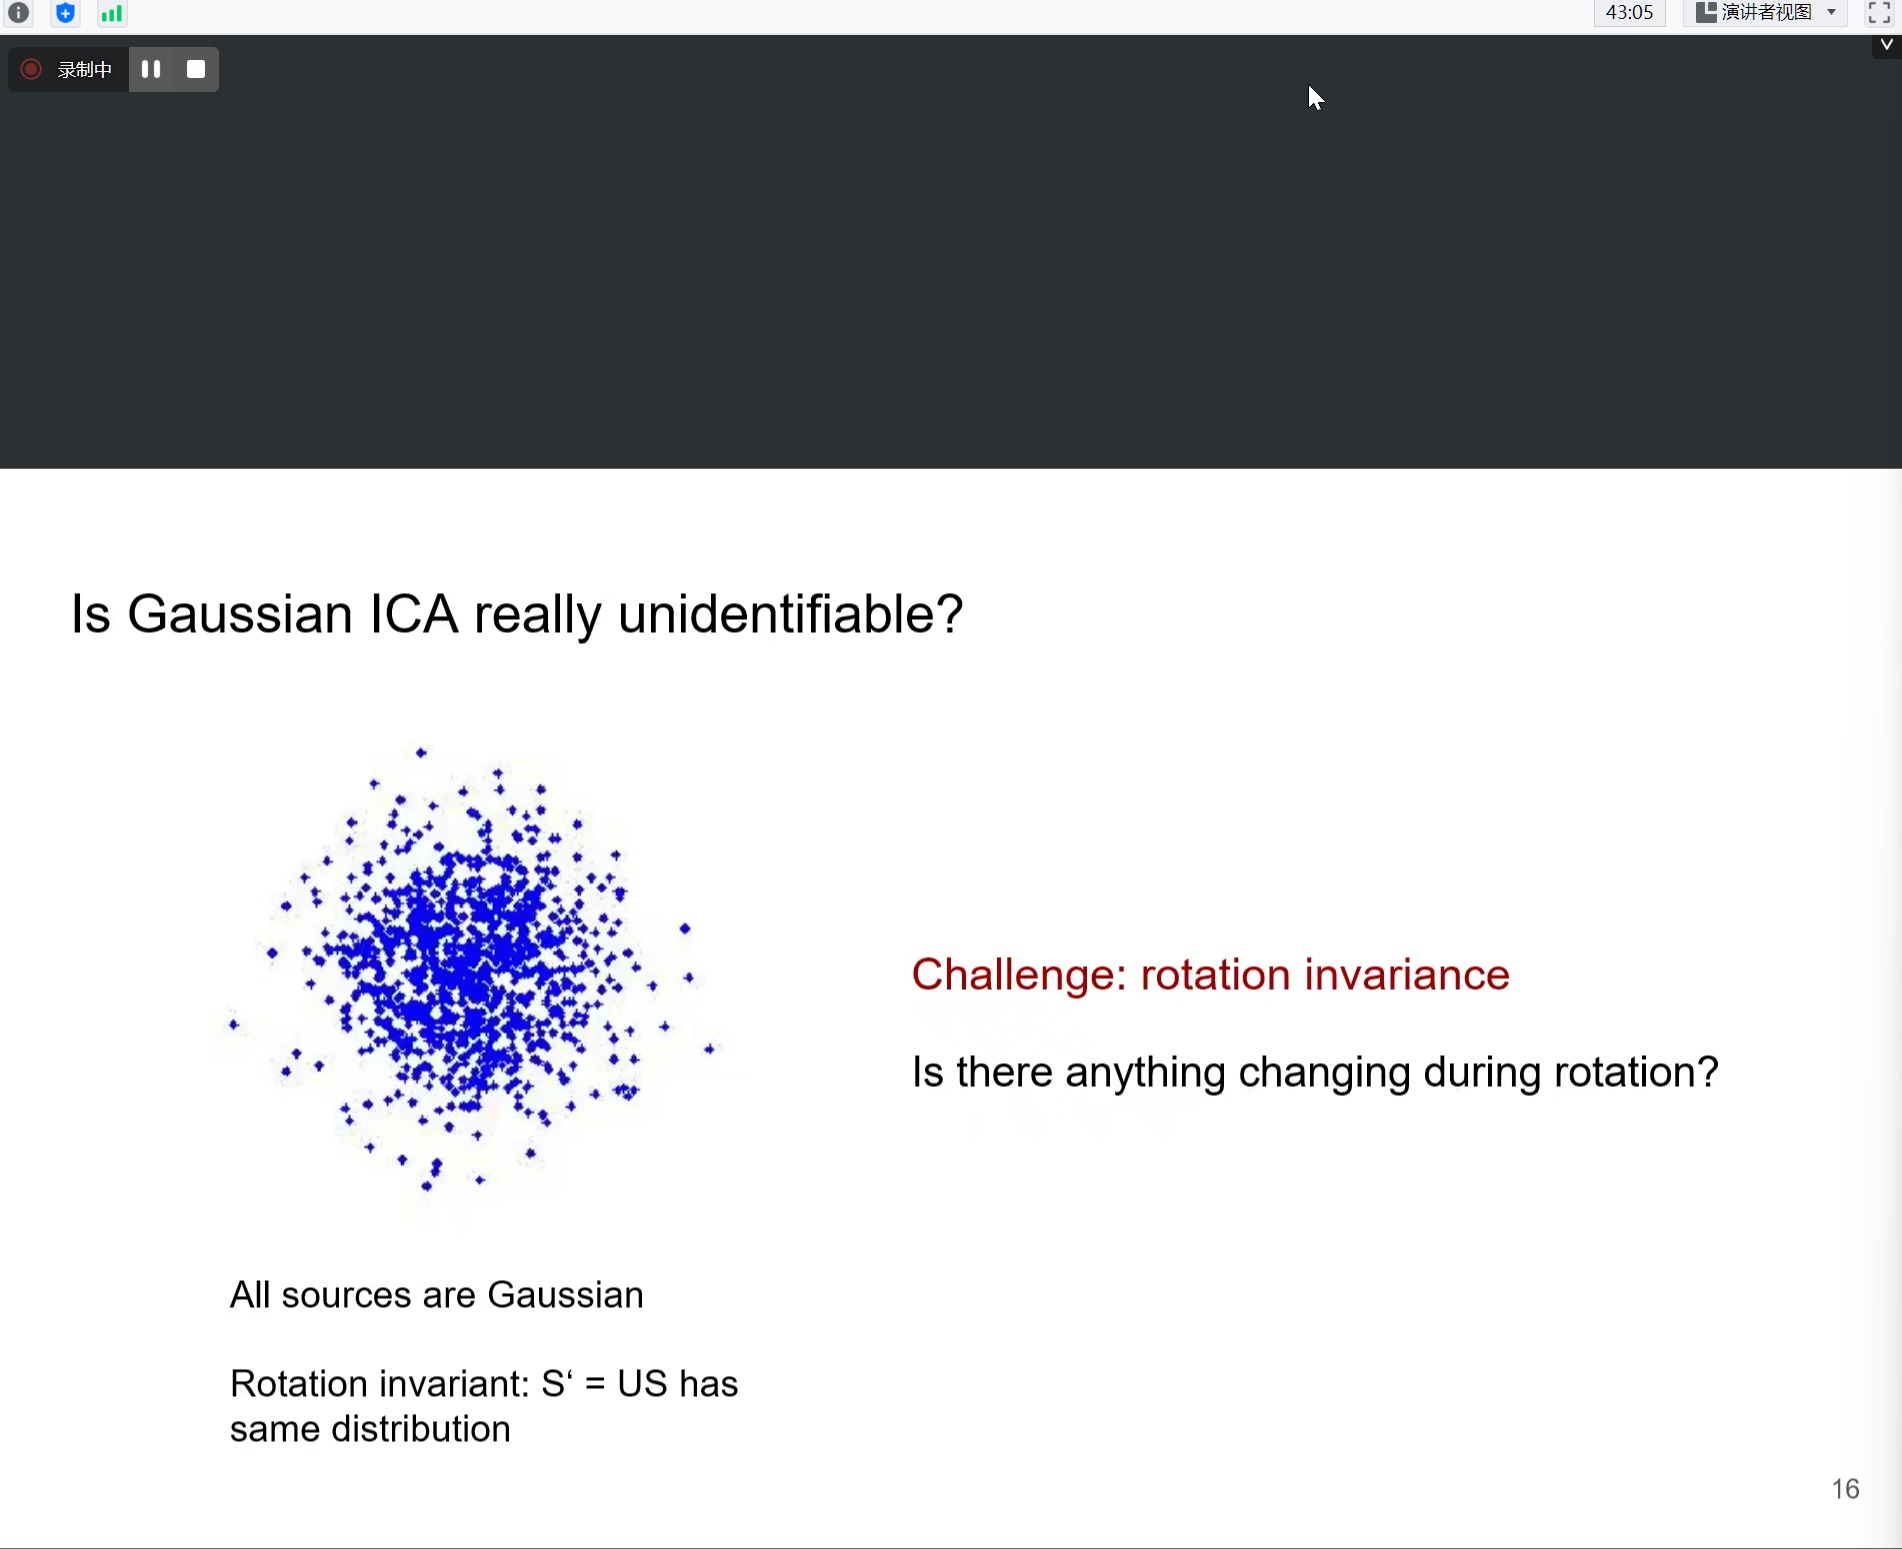 43:05
演讲者视图
录制中
Is Gaussian ICA really unidentifiable?
Challenge: rotation invariance
Is there anything changing during rotation?
All sources are Gaussian
Rotation invariant: S‘ = US has
same distribution
16